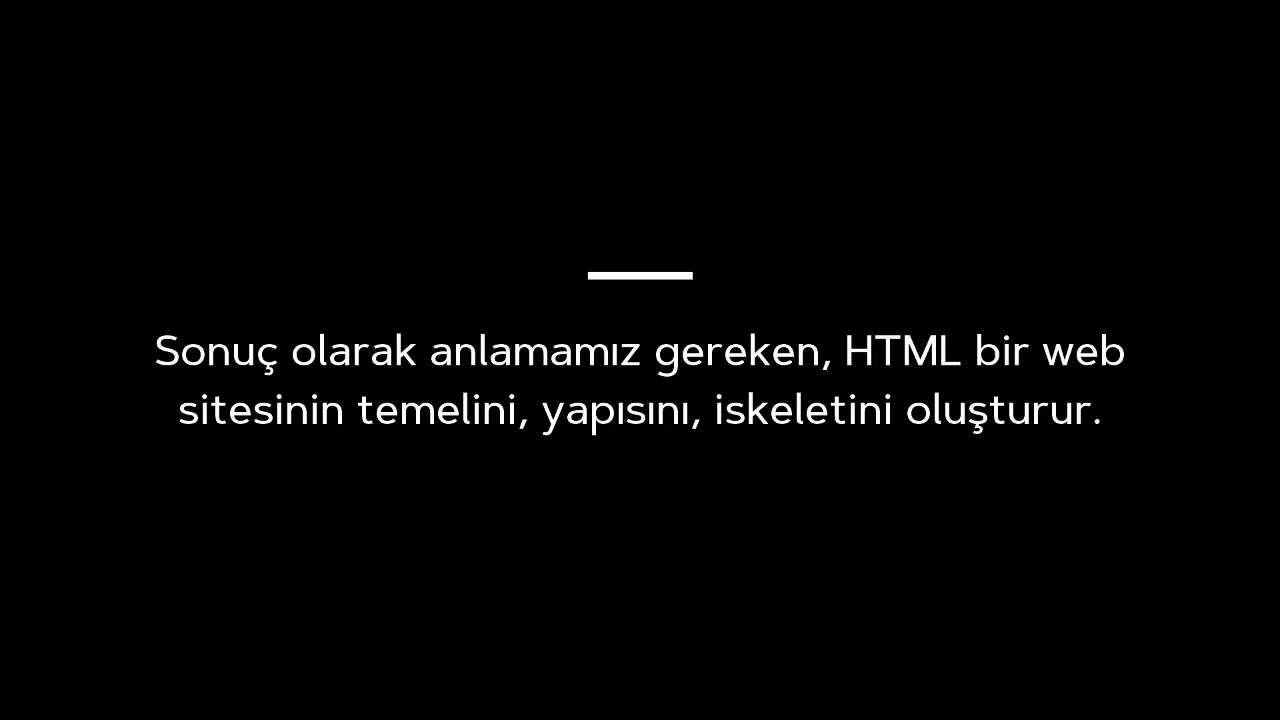 Sonuç olarak anlamamız gereken, HTML bir web
sitesinin temelini, yapısını, iskeletini oluşturur.